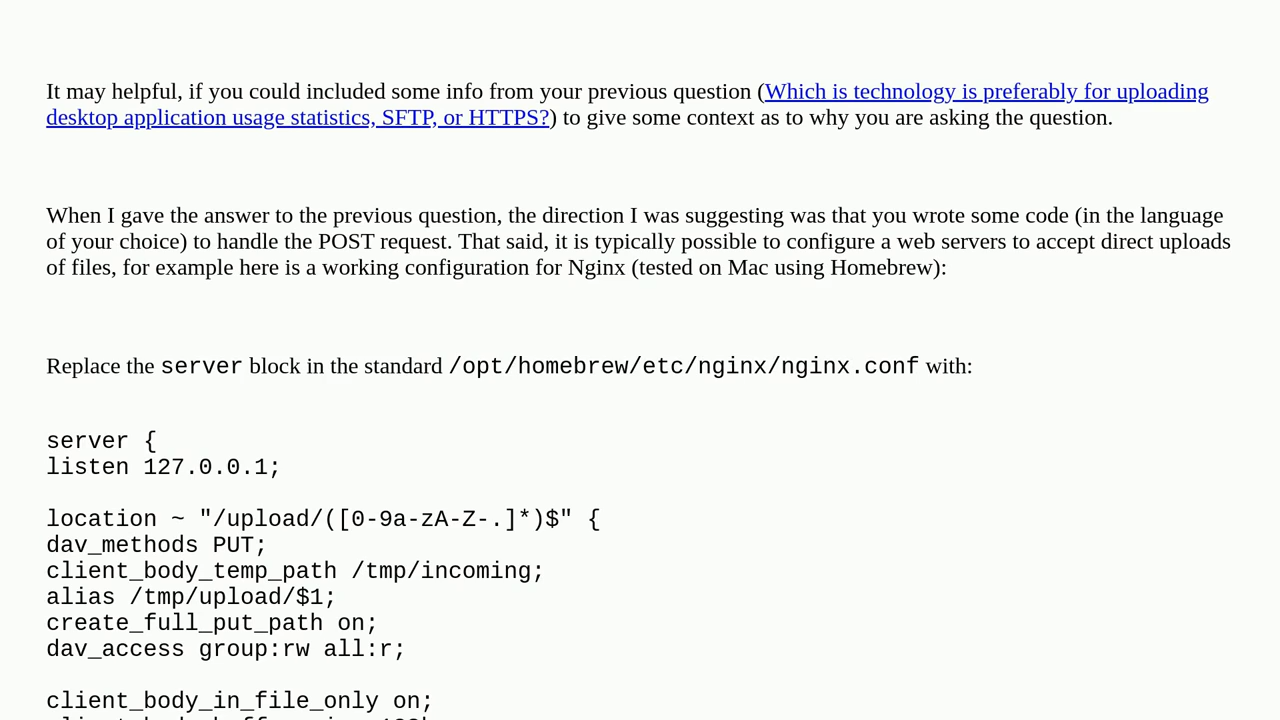 It may helpful, if you could included some info from your previous question (Which is technology is preferably for uploading
desktop application usage statistics, SFTP, or HTTPS?) to give some context as to why you are asking the question.
When I gave the answer to the previous question, the direction I was suggesting was that you wrote some code (in the language
of your choice) to handle the POST request. That said, it is typically possible to configure a web servers to accept direct uploads
of files, for example here is a working configuration for Nginx (tested on Mac using Homebrew):
Replace the server block in the standard /opt/homebrew/etc/nginx/nginx.conf with:
server {
listen 127.0.0.1;
location ~ "/upload/([0-9a-zA-Z-.]*)$" {
dav_methods PUT;
client_body_temp_path /tmp/incoming;
alias /tmp/upload/$1;
create_full_put_path on;
dav_access group:rw all:r;
client_body_in_file_only on;